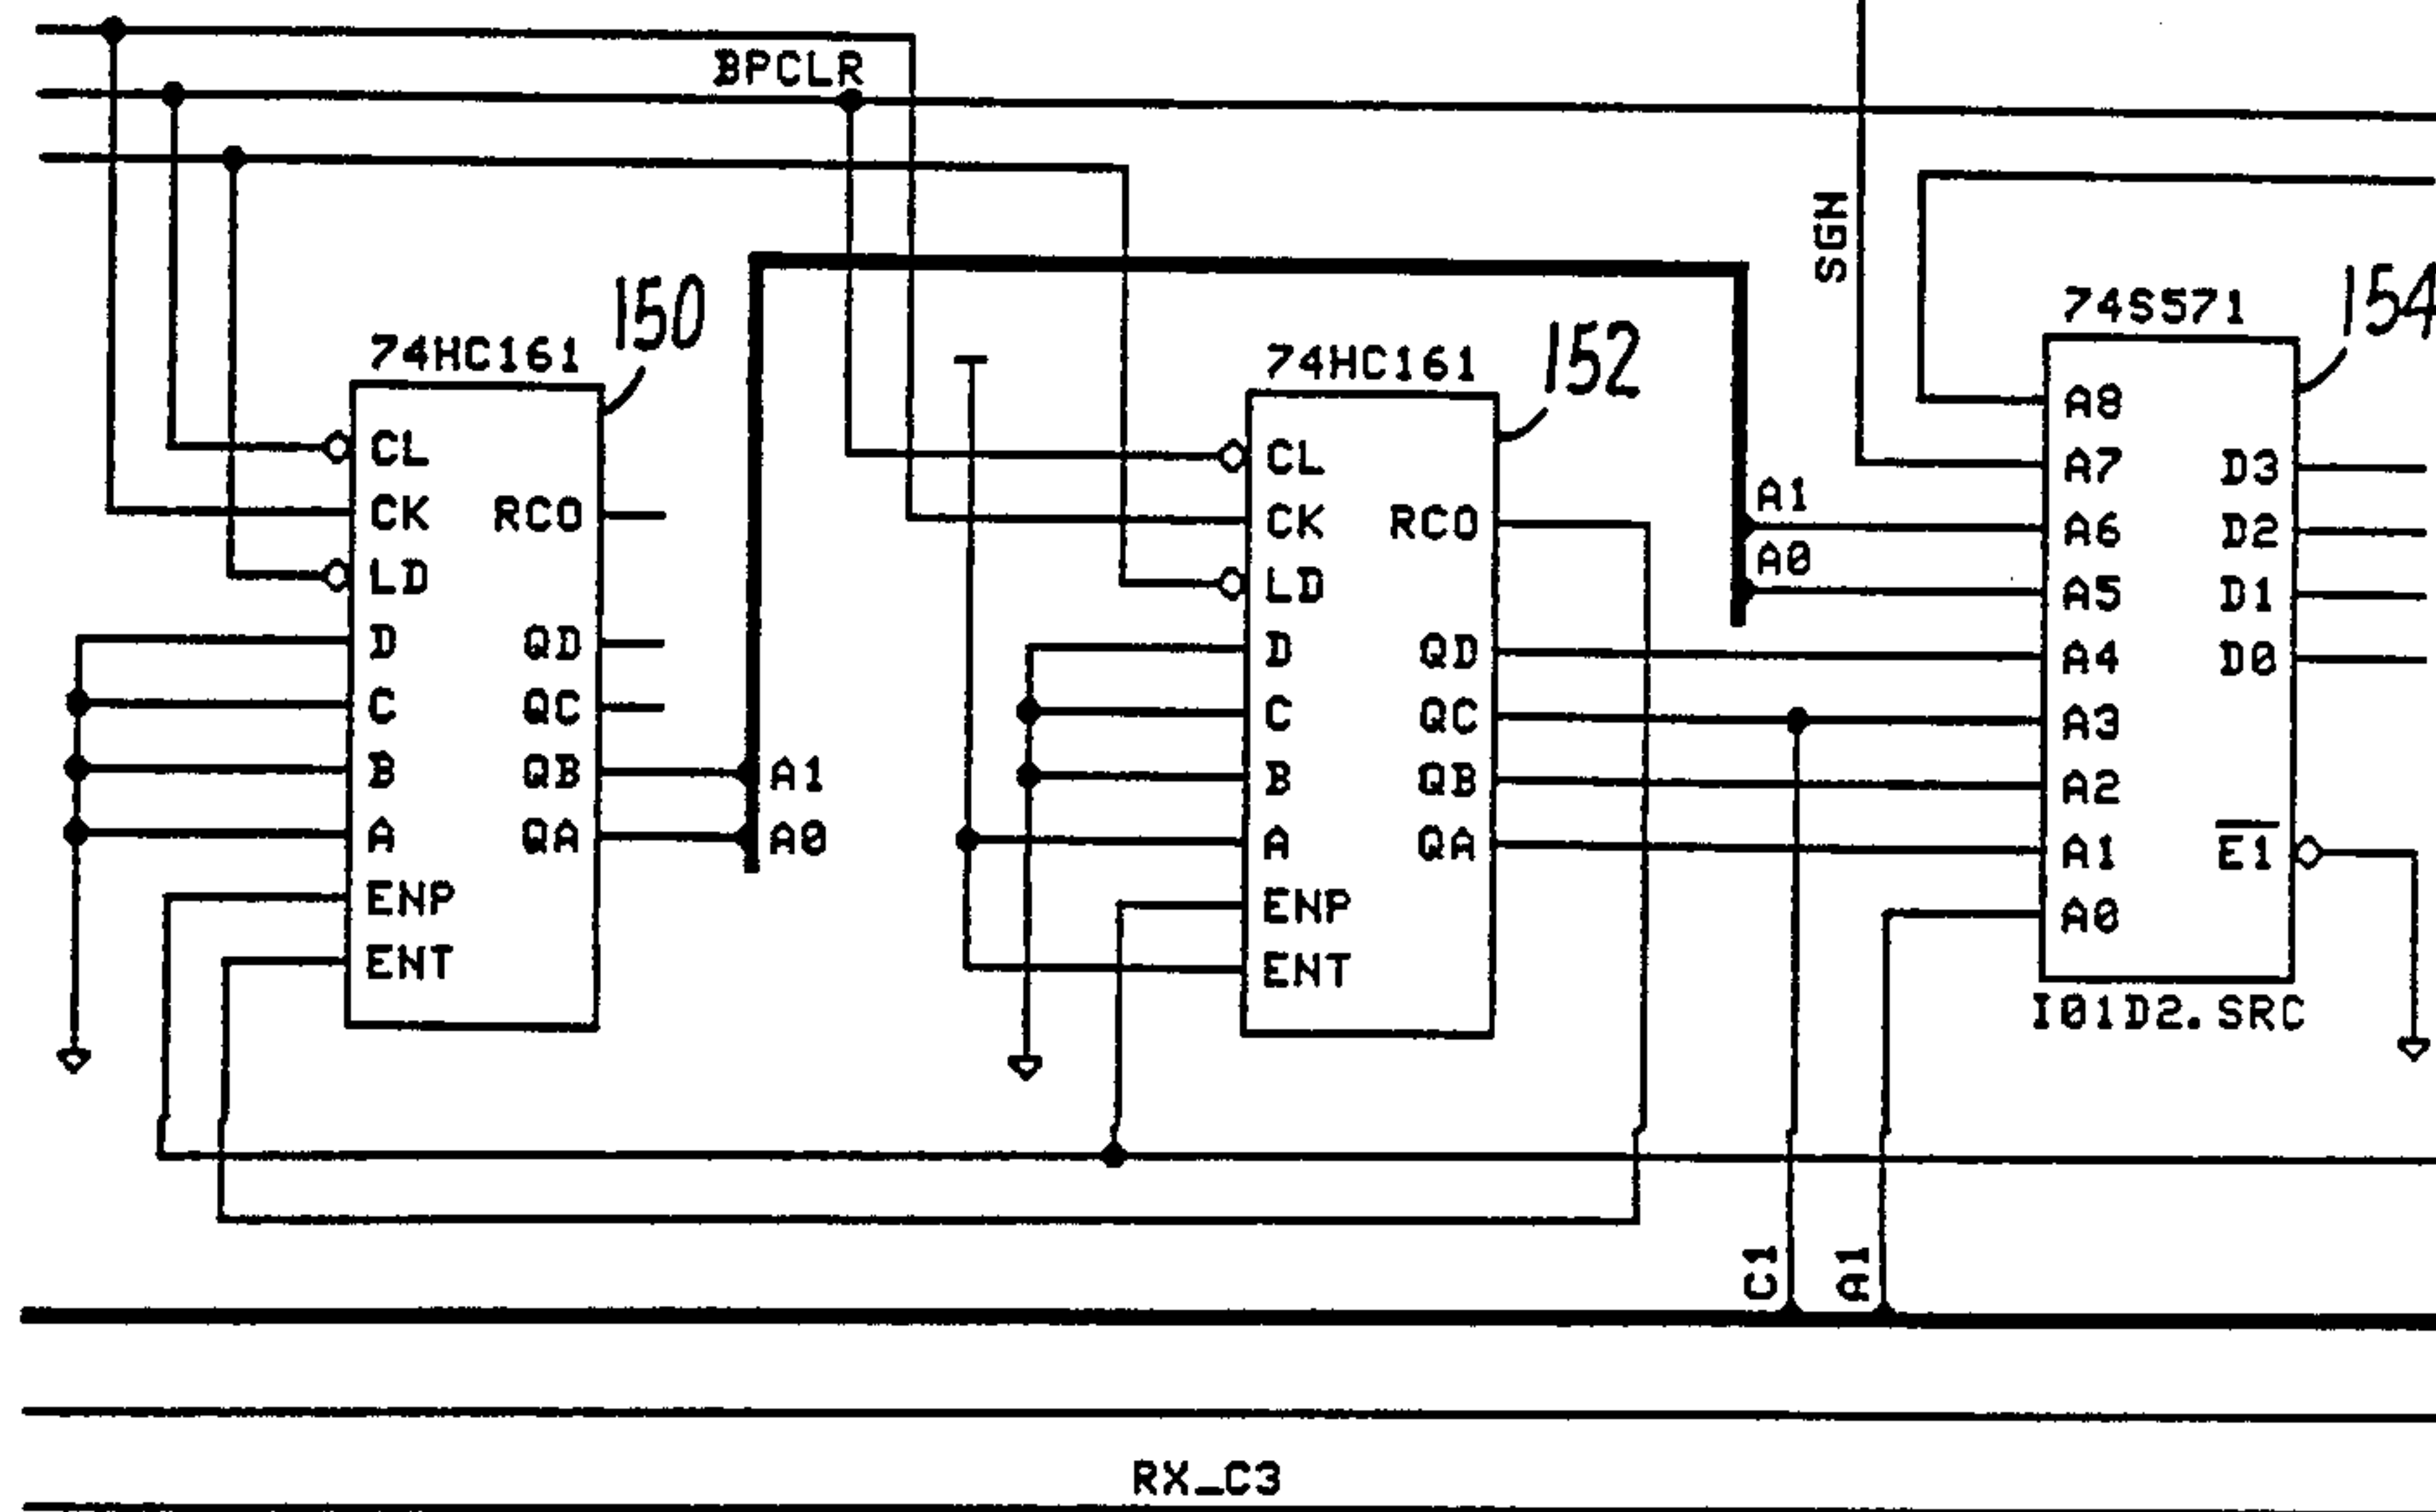 BPCLR
SGN
74HC161 150
CL
CK RCO
LD
D QD
C QC
B QB A1
A QA A0
ENP
ENT
74HC161 152
CL
CK RCO
LD
D QD
C QC
B QB
A QA
ENP
ENT
A1
A0
74S571 154
A8
A7 D3
A6 D2
A5 D1
A4 D0
A3
A2
A1 E1
A0
I01D2.SRC
C1
A1
RX_C3